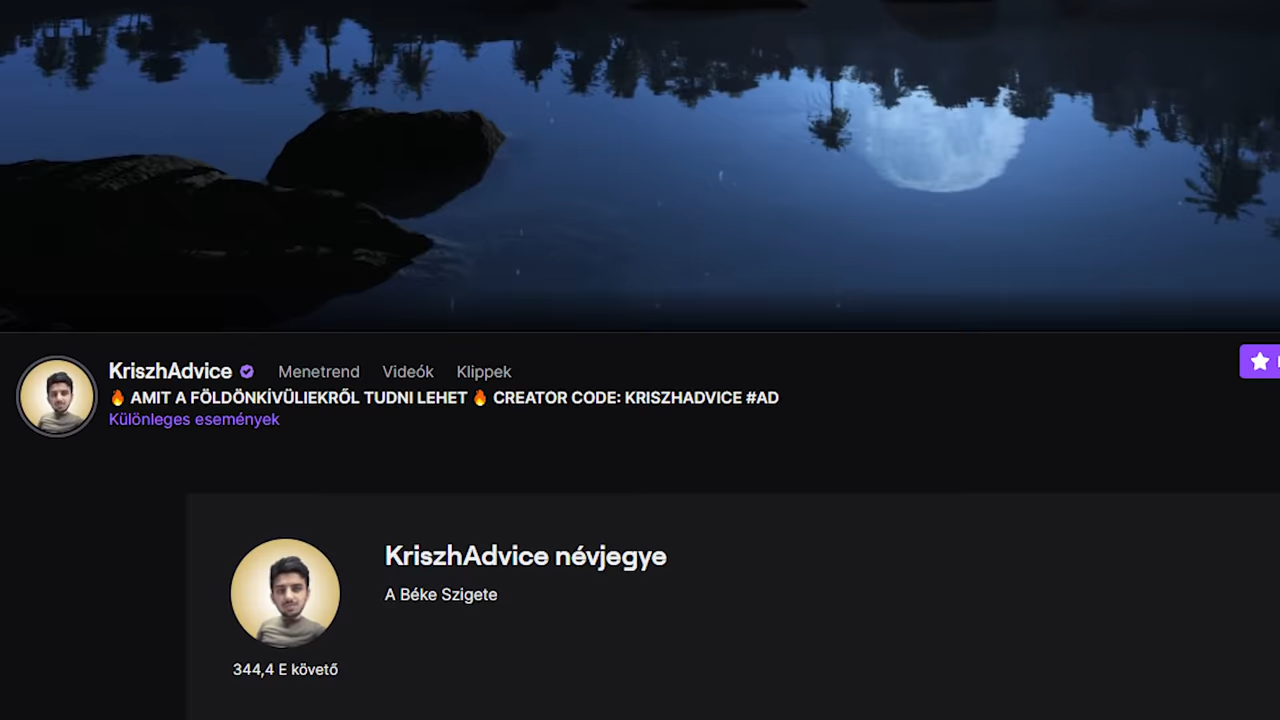 KriszhAdvice Menetrend Videók Klippek
🔥 AMIT A FÖLDÖNKÍVÜLIEKRŐL TUDNI LEHET 🔥 CREATOR CODE: KRISZHADVICE #AD
Különleges események
KriszhAdvice névjegye
A Béke Szigete
344,4 E követő